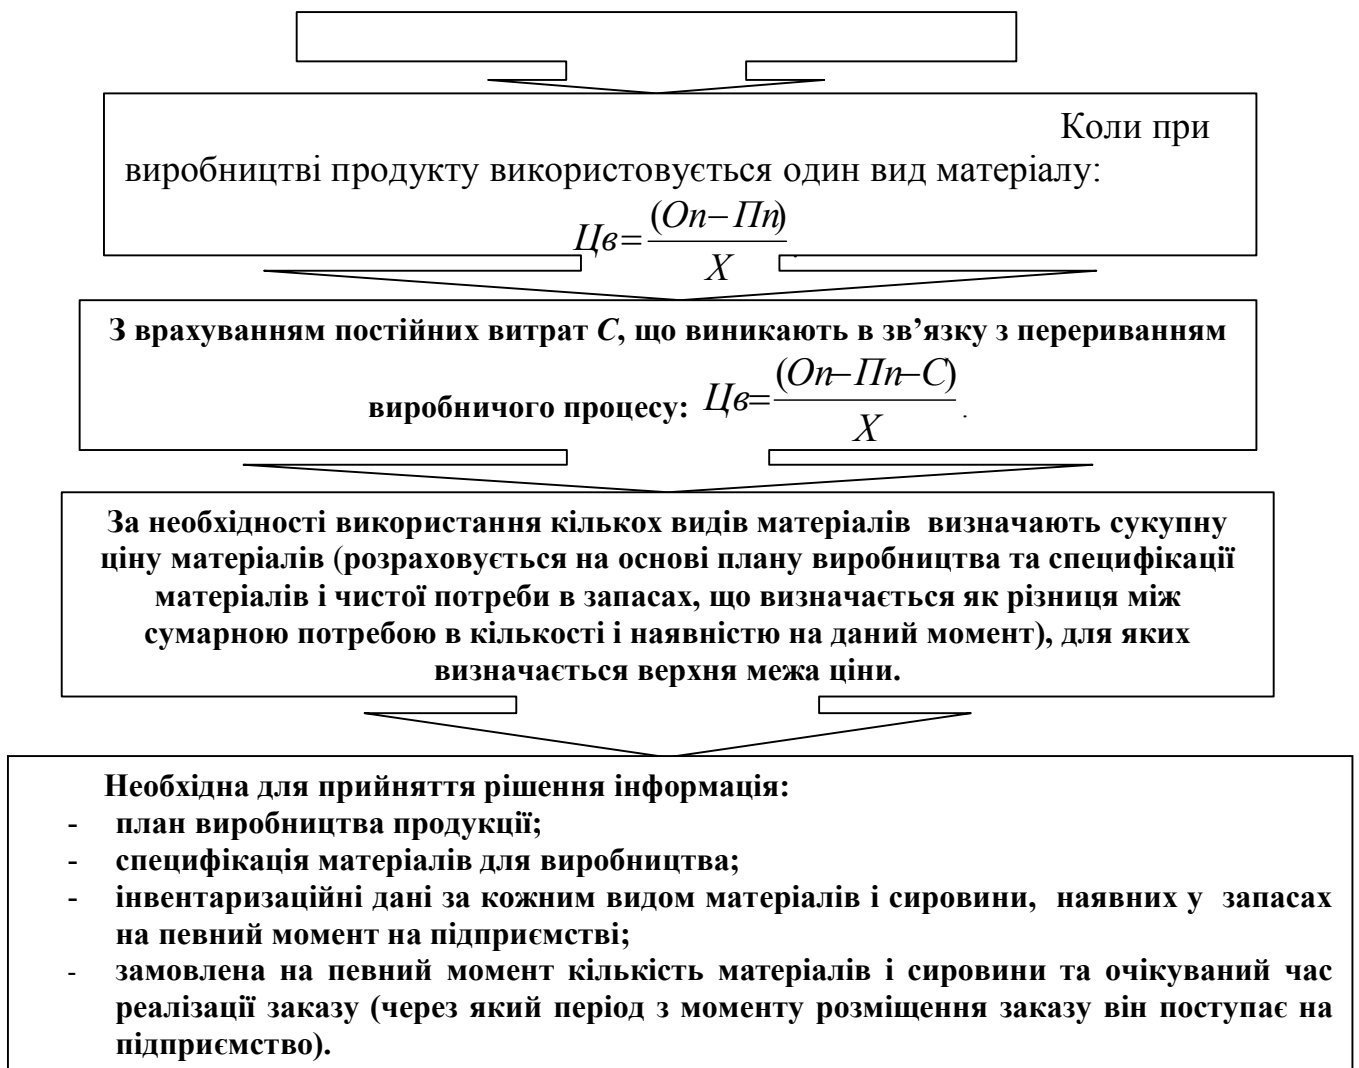 Коли при
виробництві продукту використовується один вид матеріалу:
Цв=(Оп–Пп)/Х.
З врахуванням постійних витрат С, що виникають в зв’язку з перериванням
виробничого процесу: Цв=(Оп–Пп–С)/Х.
За необхідності використання кількох видів матеріалів визначають сукупну
ціну матеріалів (розраховується на основі плану виробництва та специфікації
матеріалів і чистої потреби в запасах, що визначається як різниця між
сумарною потребою в кількості і наявністю на даний момент), для яких
визначається верхня межа ціни.
Необхідна для прийняття рішення інформація:
- план виробництва продукції;
- специфікація матеріалів для виробництва;
- інвентаризаційні дані за кожним видом матеріалів і сировини, наявних у запасах
на певний момент на підприємстві;
- замовлена на певний момент кількість матеріалів і сировини та очікуваний час
реалізації заказу (через який період з моменту розміщення заказу він поступає на
підприємство).